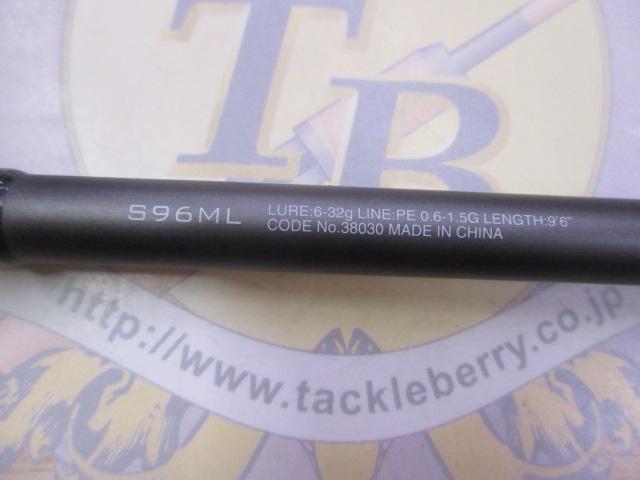 TB
S96ML
LURE:6-32g LINE:PE 0.6-1.5G LENGTH:9'6"
CODE No.38030 MADE IN CHINA
http://www.tackleberry.co.jp